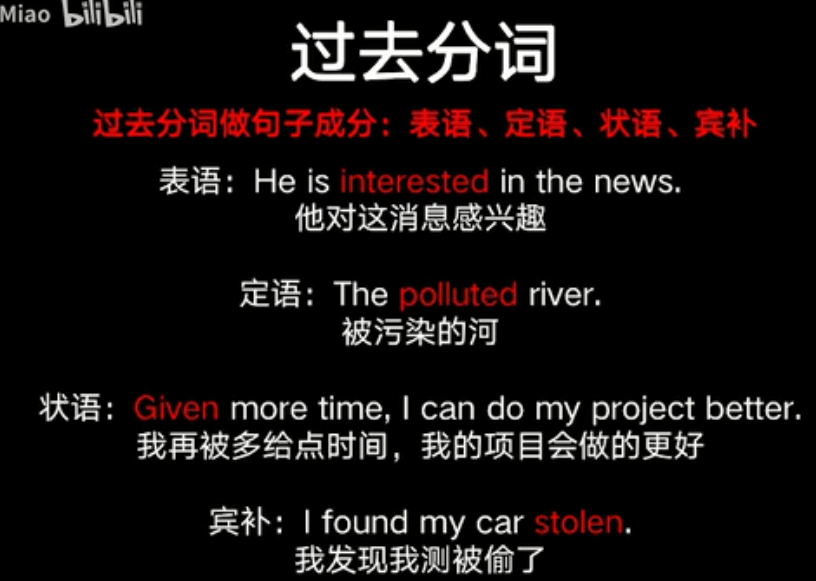 Miao bilibili
过去分词
过去分词做句子成分：表语、定语、状语、宾补
表语：He is interested in the news.
他对这消息感兴趣
定语：The polluted river.
被污染的河
状语：Given more time, I can do my project better.
我再被多给点时间，我的项目会做的更好
宾补：I found my car stolen.
我发现我测被偷了